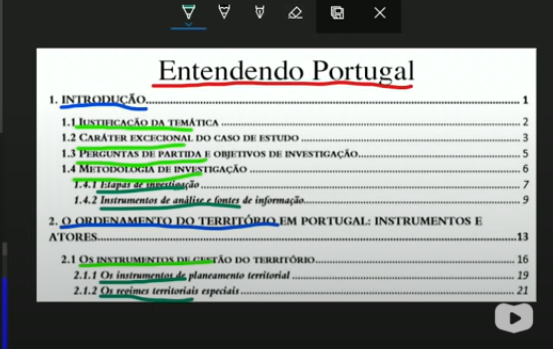 Entendendo Portugal
1. INTRODUÇÃO................................................1
1.1 JUSTIFICAÇÃO DA TEMÁTICA................................................2
1.2 CARÁTER EXCECIONAL DO CASO DE ESTUDO................................................3
1.3 PERGUNTAS DE PARTIDA E OBJETIVOS DE INVESTIGAÇÃO................................................5
1.4 METODOLOGIA DE INVESTIGAÇÃO................................................6
1.4.1 Etapas de investigação................................................7
1.4.2 Instrumentos de análise e fontes de informação................................................9
2. O ORDENAMENTO DO TERRITÓRIO EM PORTUGAL: INSTRUMENTOS E
ATORES................................................13
2.1 OS INSTRUMENTOS DE GESTÃO DO TERRITÓRIO................................................16
2.1.1 Os instrumentos de planeamento territorial................................................19
2.1.2 Os regimes territoriais especiais................................................21